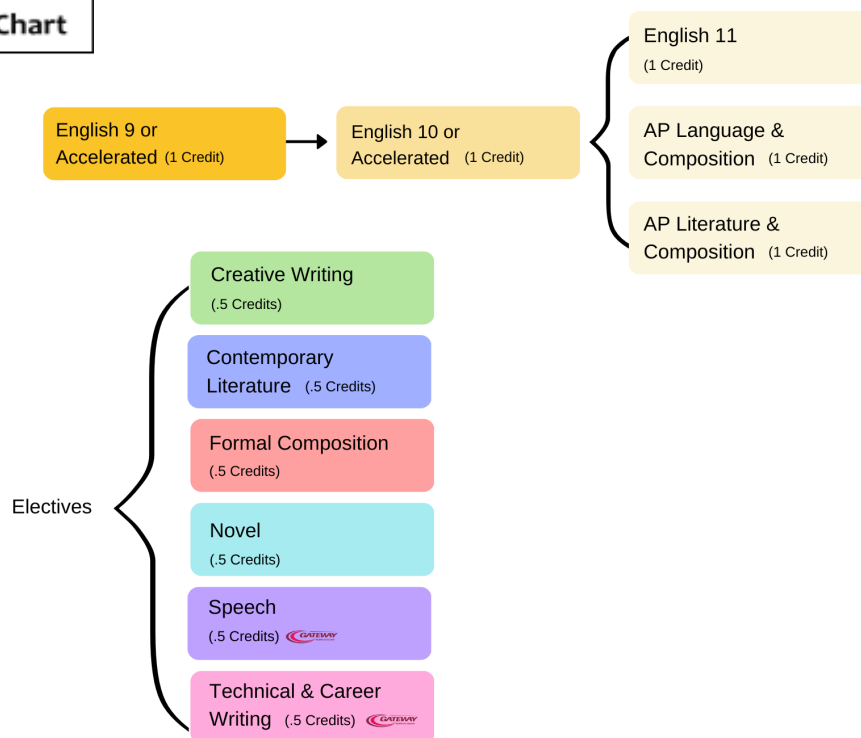 Chart
English 9 or
Accelerated (1 Credit)
English 10 or
Accelerated (1 Credit)
English 11
(1 Credit)
AP Language &
Composition (1 Credit)
AP Literature &
Composition (1 Credit)
Electives
Creative Writing
(.5 Credits)
Contemporary
Literature (.5 Credits)
Formal Composition
(.5 Credits)
Novel
(.5 Credits)
Speech
(.5 Credits) GATEWAY
Technical & Career
Writing (.5 Credits) GATEWAY